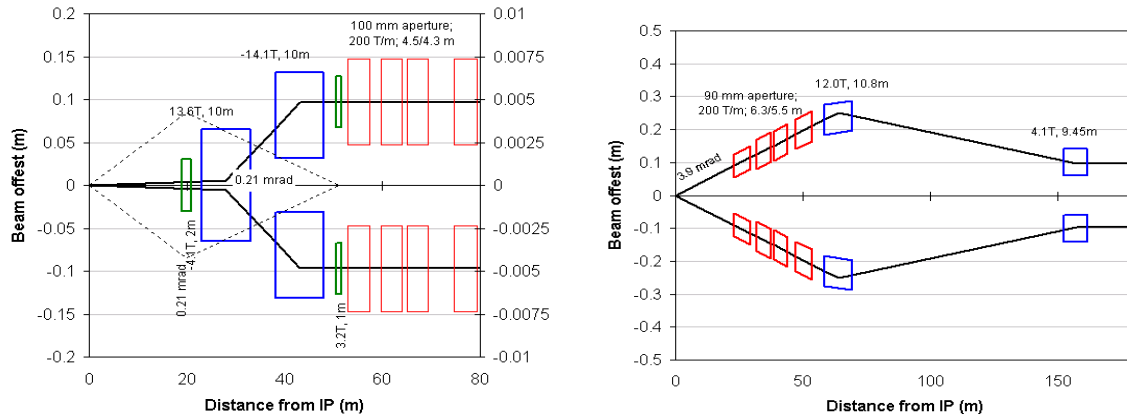 0.2
0.15
0.1
0.05
0
-0.05
-0.1
-0.15
-0.2
Beam offest (m)
0.01
0.0075
0.005
0.0025
0
-0.0025
-0.005
-0.0075
-0.01
100 mm aperture;
200 T/m; 4.5/4.3 m
-14.1T, 10m
13.6T, 10m
0.21 mrad
-4.1T, 2m
0.21 mrad
3.2T, 1m
0
20
40
60
80
Distance from IP (m)
0.5
0.4
0.3
0.2
0.1
0
-0.1
-0.2
-0.3
-0.4
-0.5
Beam offest (m)
12.0T, 10.8m
90 mm aperture;
200 T/m; 6.3/5.5 m
4.1T, 9.45m
3.9 mrad
0
50
100
150
Distance from IP (m)